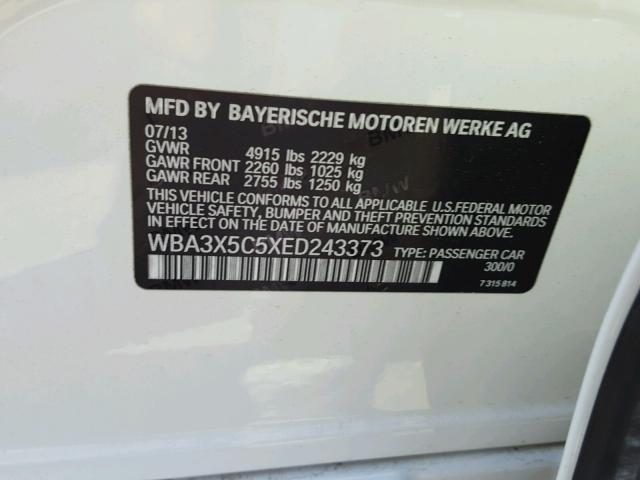 MFD BY BAYERISCHE MOTOREN WERKE AG
07/13
GVWR 4915 lbs 2229 kg
GAWR FRONT 2260 lbs 1025 kg
GAWR REAR 2755 lbs 1250 kg
THIS VEHICLE CONFORMS TO ALL APPLICABLE U.S.FEDERAL MOTOR
VEHICLE SAFETY, BUMPER AND THEFT PREVENTION STANDARDS
IN EFFECT ON THE DATE OF MANUFACTURE SHOWN ABOVE.
WBA3X5C5XED243373 TYPE: PASSENGER CAR
300/0
7 315 814